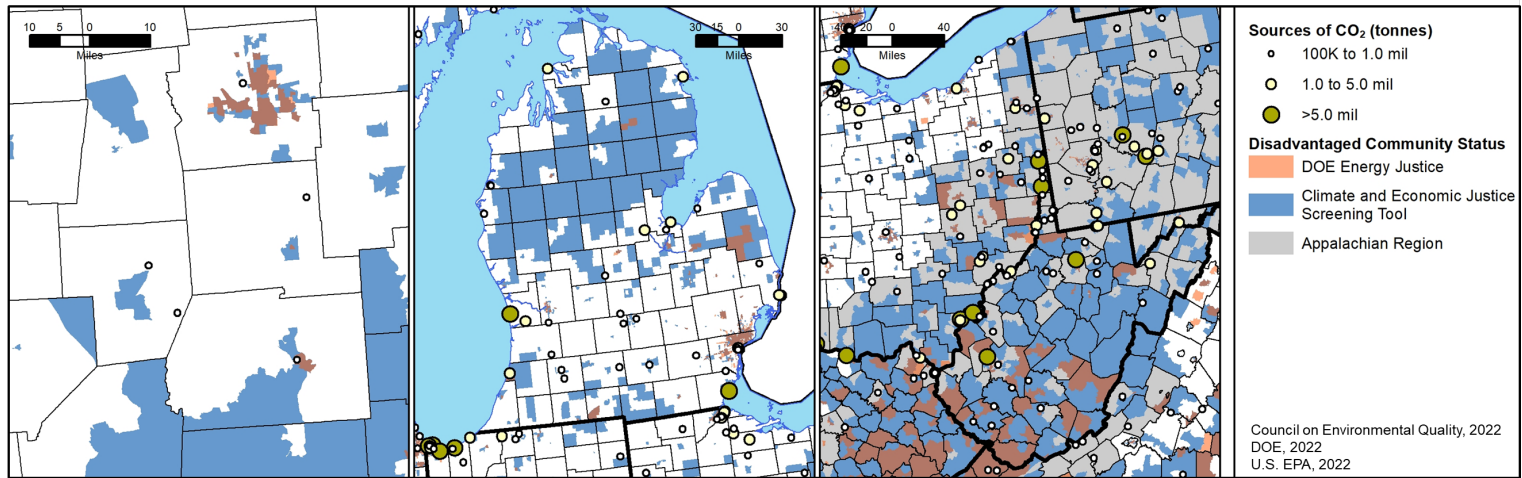 10 5 0 10
Miles
30 15 0 30
Miles
40 20 0 40
Miles
Sources of CO₂ (tonnes)
100K to 1.0 mil
1.0 to 5.0 mil
>5.0 mil
Disadvantaged Community Status
DOE Energy Justice
Climate and Economic Justice
Screening Tool
Appalachian Region
Council on Environmental Quality, 2022
DOE, 2022
U.S. EPA, 2022